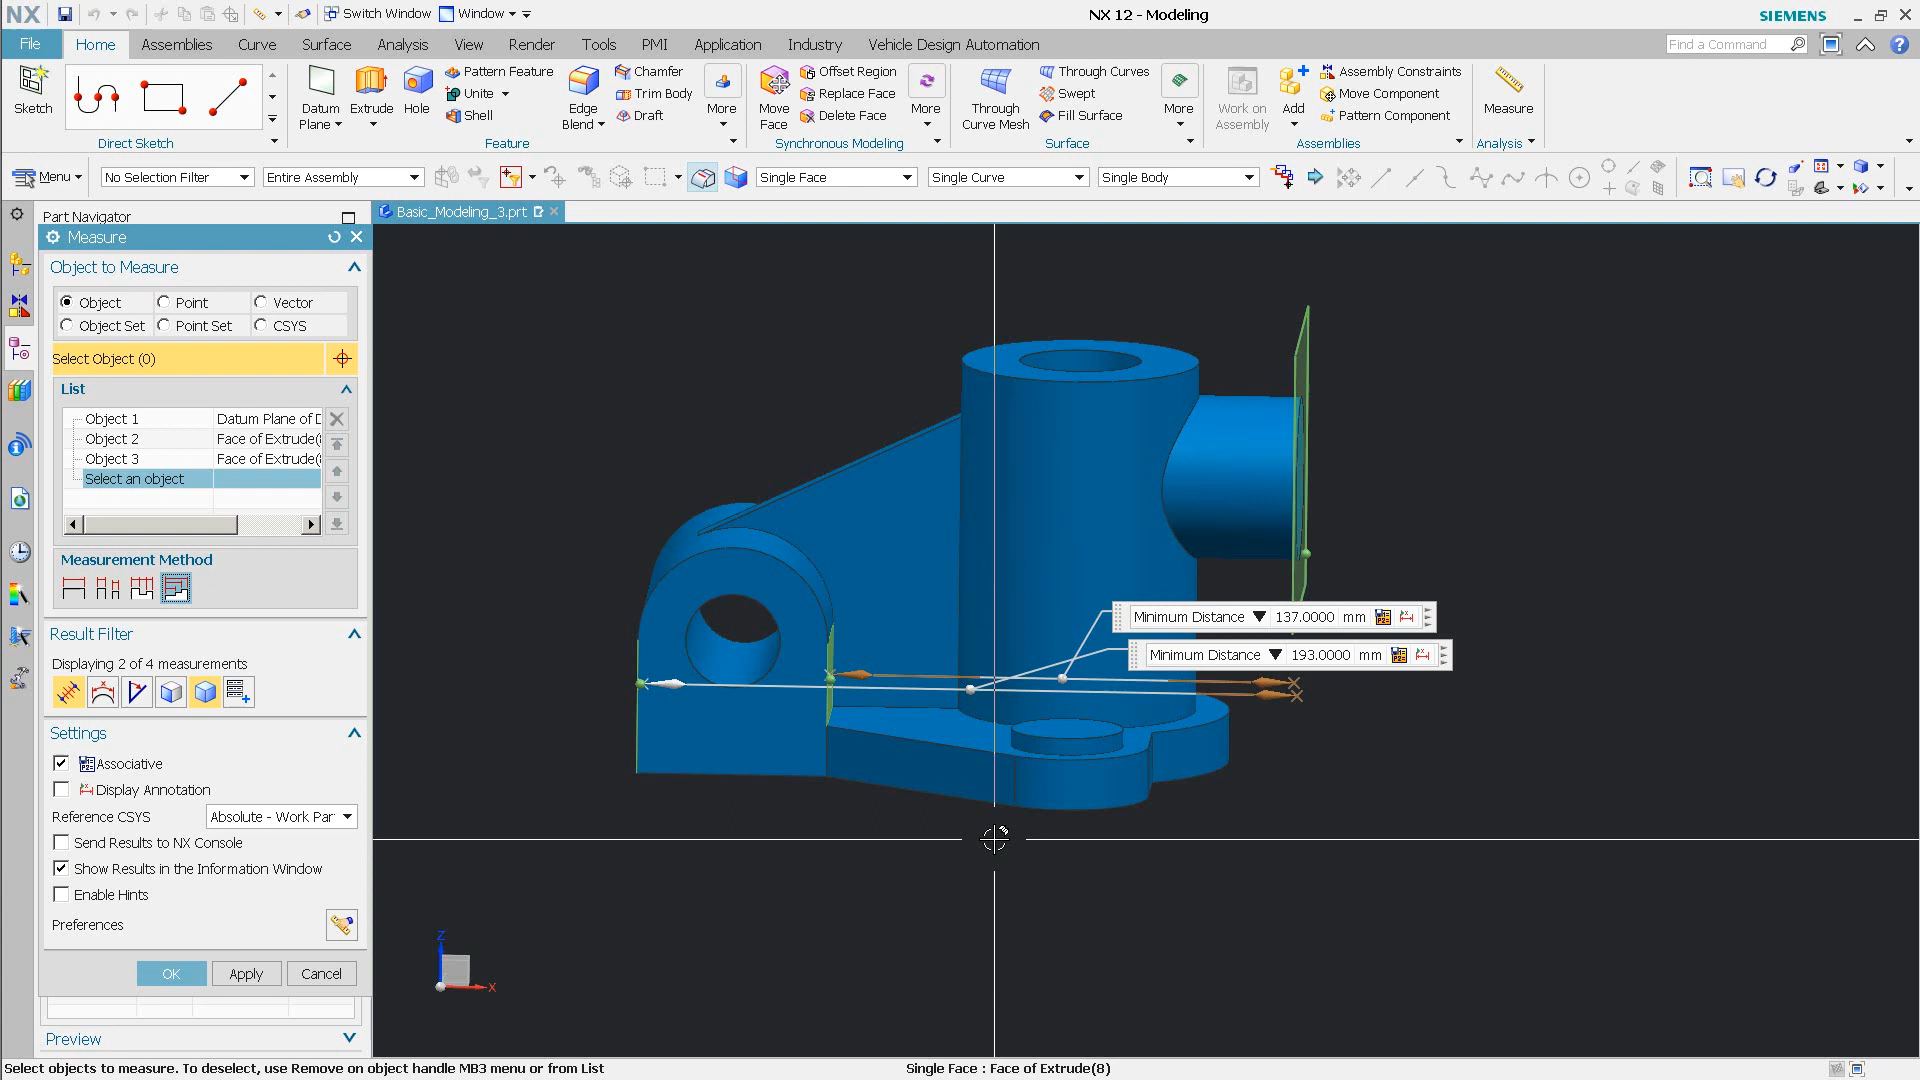 NX
Switch Window
Window
NX 12 - Modeling
SIEMENS
File
Home
Assemblies
Curve
Surface
Analysis
View
Render
Tools
PMI
Application
Industry
Vehicle Design Automation
Find a Command
Sketch
Direct Sketch
Datum
Plane
Extrude
Hole
Pattern Feature
Unite
Shell
Edge
Blend
Chamfer
Trim Body
Draft
More
Feature
Move
Face
Offset Region
Replace Face
Delete Face
More
Synchronous Modeling
Through
Curve Mesh
Through Curves
Swept
Fill Surface
More
Surface
Work on
Assembly
Add
Assembly Constraints
Move Component
Pattern Component
Assemblies
Measure
Analysis
Menu
No Selection Filter
Entire Assembly
Single Face
Single Curve
Single Body
Part Navigator
Basic_Modeling_3.prt
Measure
Object to Measure
Object
Point
Vector
Object Set
Point Set
CSYS
Select Object (0)
List
Object 1 Datum Plane of D
Object 2 Face of Extrude(8
Object 3 Face of Extrude(8
Select an object
Measurement Method
Result Filter
Displaying 2 of 4 measurements
Settings
Associative
Display Annotation
Reference CSYS
Absolute - Work Par
Send Results to NX Console
Show Results in the Information Window
Enable Hints
Preferences
OK
Apply
Cancel
Preview
Minimum Distance 137.0000 mm
Minimum Distance 193.0000 mm
Z
X
Select objects to measure. To deselect, use Remove on object handle MB3 menu or from List
Single Face : Face of Extrude(8)